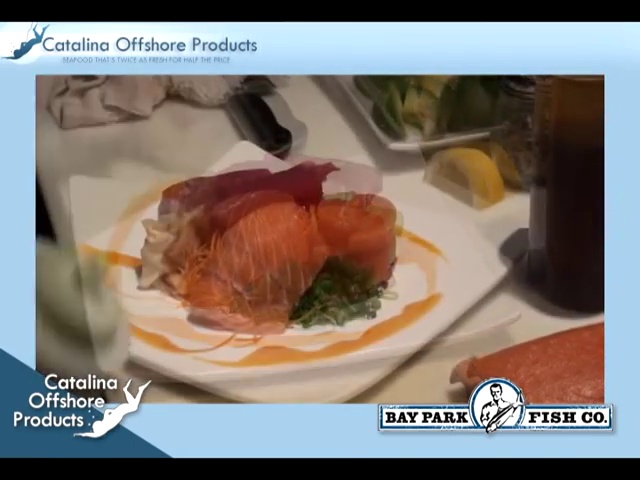 Catalina Offshore Products
SEAFOOD THAT'S TWICE AS FRESH FOR HALF THE PRICE
Catalina
Offshore
Products
BAY PARK FISH CO.